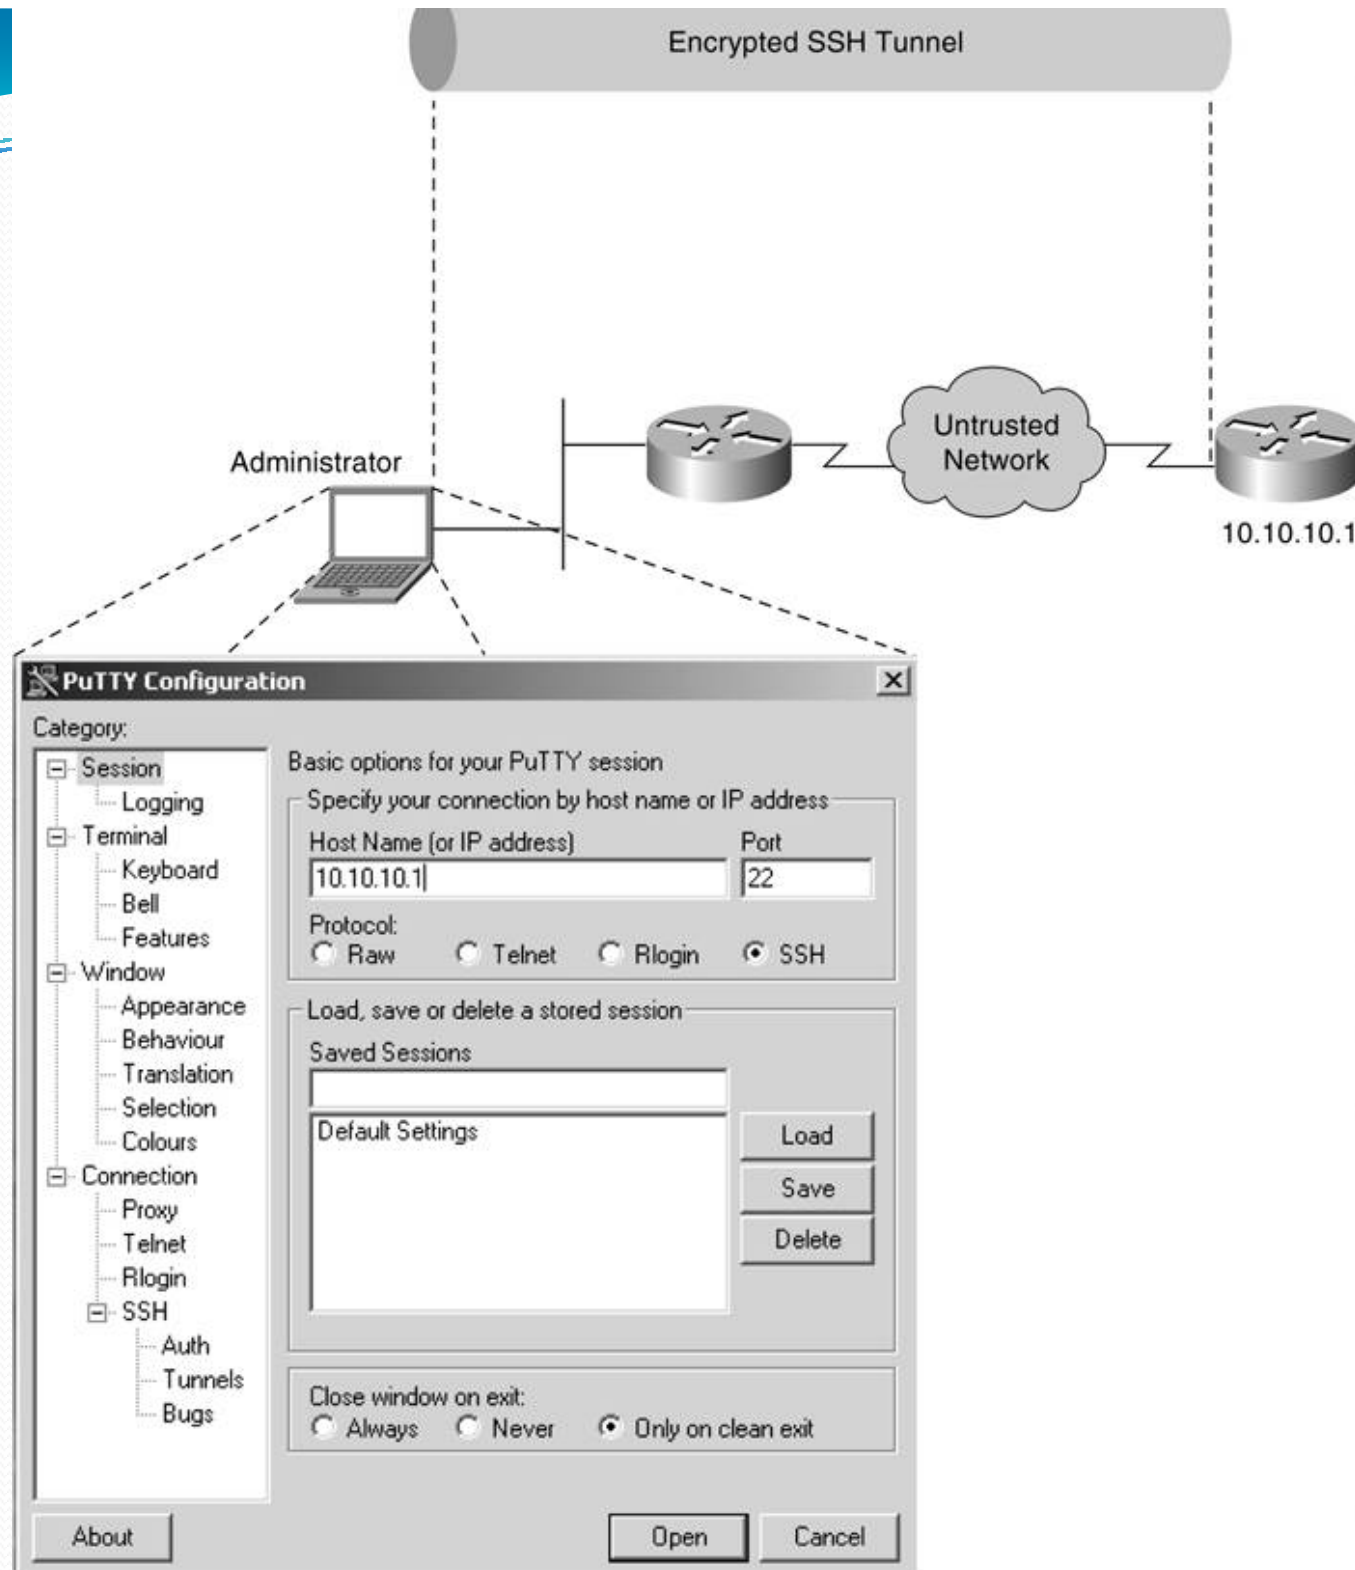 Encrypted SSH Tunnel
Administrator
Untrusted
Network
10.10.10.1
PuTTY Configuration
Category:
Session
Logging
Terminal
Keyboard
Bell
Features
Window
Appearance
Behaviour
Translation
Selection
Colours
Connection
Proxy
Telnet
Rlogin
SSH
Auth
Tunnels
Bugs
Basic options for your PuTTY session
Specify your connection by host name or IP address
Host Name (or IP address) Port
10.10.10.1 22
Protocol:
Raw Telnet Rlogin SSH
Load, save or delete a stored session
Saved Sessions
Default Settings
Load
Save
Delete
Close window on exit:
Always Never Only on clean exit
About Open Cancel